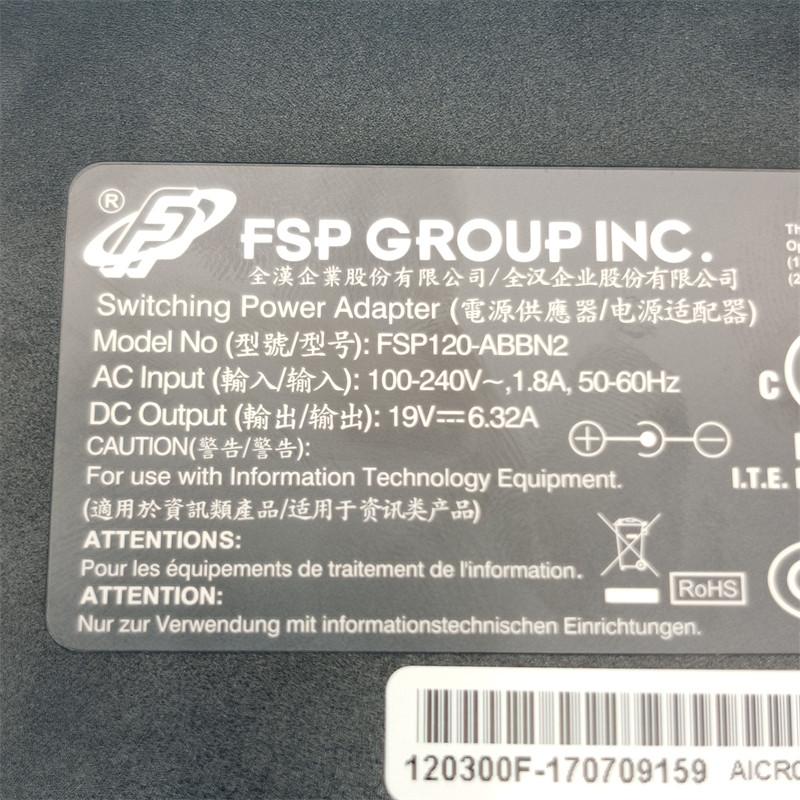 ®
FSP GROUP INC.
全漢企業股份有限公司/全汉企业股份有限公司
Switching Power Adapter (電源供應器/电源适配器)
Model No (型號/型号): FSP120-ABBN2
AC Input (輸入/输入): 100-240V~,1.8A, 50-60Hz
DC Output (輸出/输出): 19V⎓6.32A
CAUTION(警告/警告):
For use with Information Technology Equipment.
(適用於資訊類產品/适用于资讯类产品)
ATTENTIONS:
Pour les équipements de traitement de l'information.
ATTENTION:
Nur zur Verwendung mit informationstechnischen Einrichtungen.
RoHS
C
I.T.E.
120300F-170709159